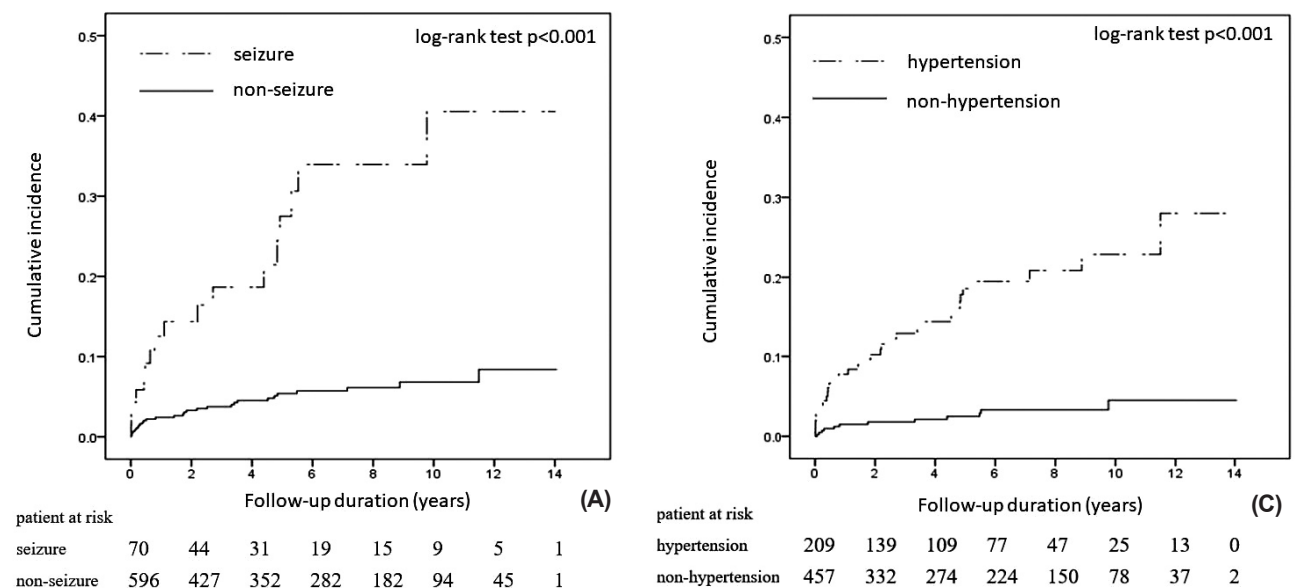 log-rank test p<0.001
seizure
non-seizure
0.5
0.4
0.3
0.2
0.1
0.0
Cumulative incidence
0 2 4 6 8 10 12 14
Follow-up duration (years)
(A)
patient at risk
seizure 70 44 31 19 15 9 5 1
non-seizure 596 427 352 282 182 94 45 1
log-rank test p<0.001
hypertension
non-hypertension
0.5
0.4
0.3
0.2
0.1
0.0
Cumulative incidence
0 2 4 6 8 10 12 14
Follow-up duration (years)
(C)
patient at risk
hypertension 209 139 109 77 47 25 13 0
non-hypertension 457 332 274 224 150 78 37 2